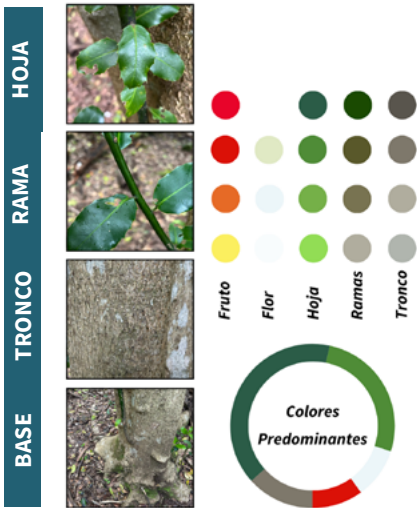 HOJA
RAMA
TRONCO
BASE
Fruto
Flor
Hoja
Ramas
Tronco
Colores
Predominantes